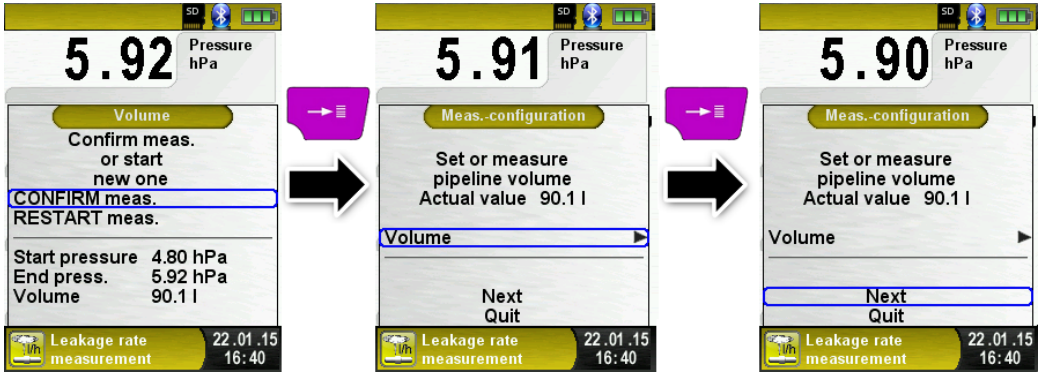 SD
5.92
Pressure
hPa
Volume
Confirm meas.
or start
new one
CONFIRM meas.
RESTART meas.
Start pressure 4.80 hPa
End press. 5.92 hPa
Volume 90.1 l
l/h
Leakage rate
measurement
22.01.15
16:40
SD
5.91
Pressure
hPa
Meas.-configuration
Set or measure
pipeline volume
Actual value 90.1 l
Volume
Next
Quit
l/h
Leakage rate
measurement
22.01.15
16:40
SD
5.90
Pressure
hPa
Meas.-configuration
Set or measure
pipeline volume
Actual value 90.1 l
Volume
Next
Quit
l/h
Leakage rate
measurement
22.01.15
16:40